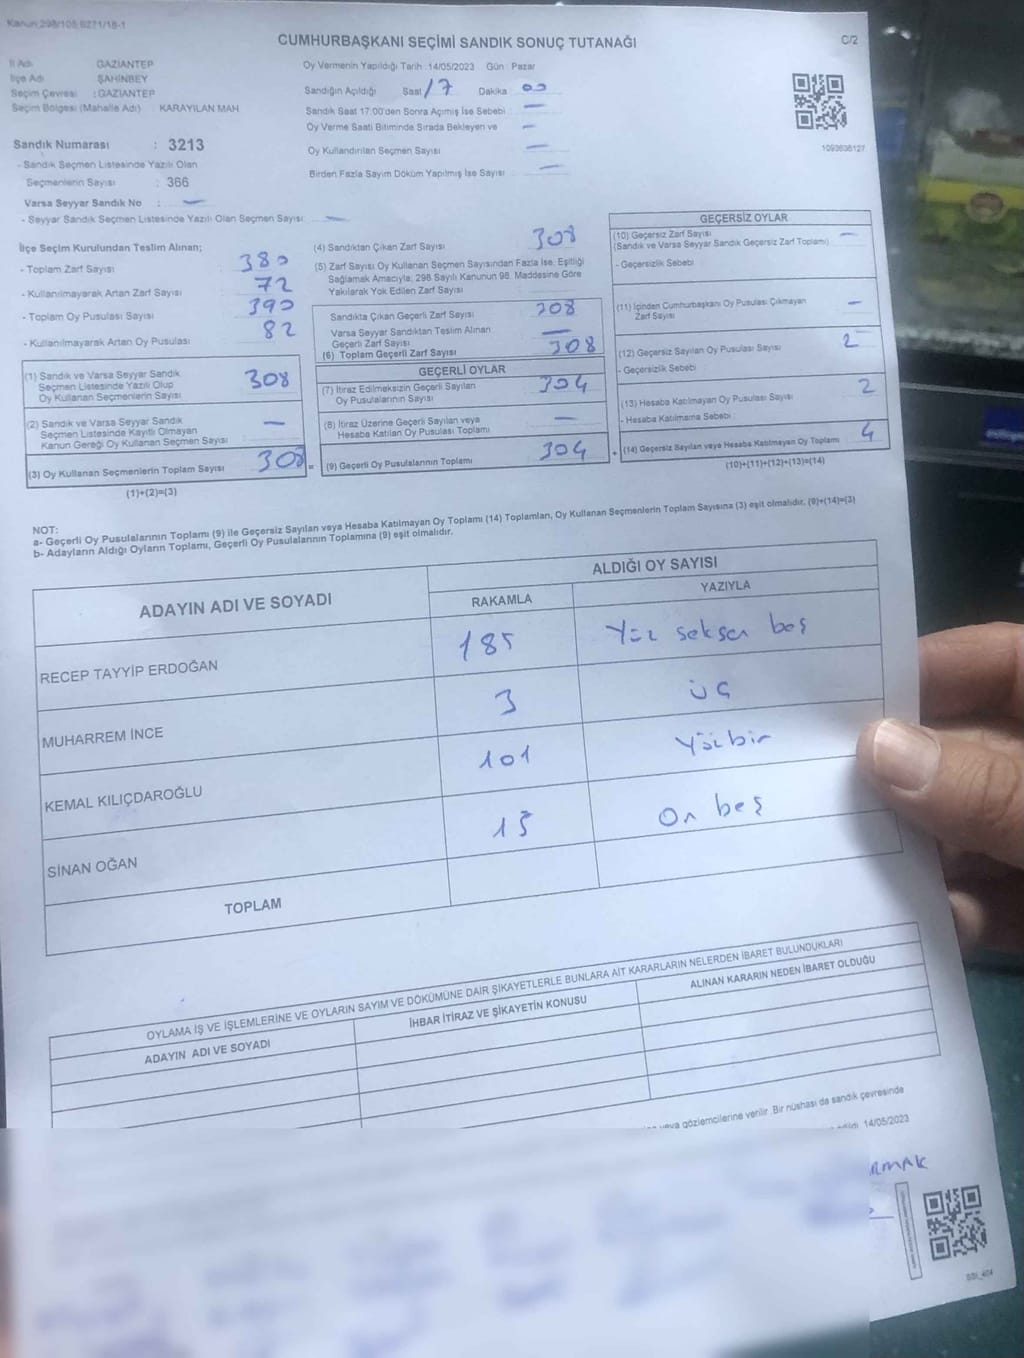 Kanun;298/105,6271/18-1
CUMHURBAŞKANI SEÇİMİ SANDIK SONUÇ TUTANAĞI
C/2
İl Adı GAZİANTEP
İlçe Adı ŞAHİNBEY
Seçim Çevresi : GAZİANTEP
Seçim Bölgesi (Mahalle Adı) KARAYILAN MAH
Sandık Numarası : 3213
- Sandık Seçmen Listesinde Yazılı Olan
Seçmenlerin Sayısı : 366
Varsa Seyyar Sandık No : —
- Seyyar Sandık Seçmen Listesinde Yazılı Olan Seçmen Sayısı —
Oy Vermenin Yapıldığı Tarih : 14/05/2023 Gün : Pazar
Sandığın Açıldığı Saat 17 Dakika 00
Sandık Saat 17:00'den Sonra Açılmış İse Sebebi —
Oy Verme Saati Bitiminde Sırada Bekleyen ve —
Oy Kullandırılan Seçmen Sayısı —
Birden Fazla Sayım Döküm Yapılmış İse Sayısı —
1093636127
İlçe Seçim Kurulundan Teslim Alınan;
- Toplam Zarf Sayısı 380
- Kullanılmayarak Artan Zarf Sayısı 72
- Toplam Oy Pusulası Sayısı 390
- Kullanılmayarak Artan Oy Pusulası 82
(1) Sandık ve Varsa Seyyar Sandık
Seçmen Listesinde Yazılı Olup
Oy Kullanan Seçmenlerin Sayısı 308
(2) Sandık ve Varsa Seyyar Sandık
Seçmen Listesinde Kayıtlı Olmayan
Kanun Gereği Oy Kullanan Seçmen Sayısı —
(3) Oy Kullanan Seçmenlerin Toplam Sayısı 308 =
(1)+(2)=(3)
(4) Sandıktan Çıkan Zarf Sayısı 308
(5) Zarf Sayısı Oy Kullanan Seçmen Sayısından Fazla İse, Eşitliği
Sağlamak Amacıyla; 298 Sayılı Kanunun 98. Maddesine Göre
Yakılarak Yok Edilen Zarf Sayısı
Sandıkta Çıkan Geçerli Zarf Sayısı 308
Varsa Seyyar Sandıktan Teslim Alınan
Geçerli Zarf Sayısı —
(6) Toplam Geçerli Zarf Sayısı 308
GEÇERLİ OYLAR
(7) İtiraz Edilmeksizin Geçerli Sayılan
Oy Pusulalarının Sayısı 304
(8) İtiraz Üzerine Geçerli Sayılan veya
Hesaba Katılan Oy Pusulası Toplamı —
(9) Geçerli Oy Pusulalarının Toplamı 304 +
GEÇERSİZ OYLAR
(10) Geçersiz Zarf Sayısı
(Sandık ve Varsa Seyyar Sandık Geçersiz Zarf Toplamı) —
- Geçersizlik Sebebi
(11) İçinden Cumhurbaşkanı Oy Pusulası Çıkmayan
Zarf Sayısı —
(12) Geçersiz Sayılan Oy Pusulası Sayısı 2
- Geçersizlik Sebebi
(13) Hesaba Katılmayan Oy Pusulası Sayısı 2
- Hesaba Katılmama Sebebi
(14) Geçersiz Sayılan veya Hesaba Katılmayan Oy Toplamı 4
(10)+(11)+(12)+(13)=(14)
NOT:
a- Geçerli Oy Pusulalarının Toplamı (9) ile Geçersiz Sayılan veya Hesaba Katılmayan Oy Toplamı (14) Toplamları, Oy Kullanan Seçmenlerin Toplam Sayısına (3) eşit olmalıdır. (9)+(14)=(3)
b- Adayların Aldığı Oyların Toplamı, Geçerli Oy Pusulalarının Toplamına (9) eşit olmalıdır.
ADAYIN ADI VE SOYADI
ALDIĞI OY SAYISI
RAKAMLA YAZIYLA
RECEP TAYYİP ERDOĞAN 185 Yüz seksen beş
MUHARREM İNCE 3 üç
KEMAL KILIÇDAROĞLU 101 Yüzbir
SİNAN OĞAN 15 On beş
TOPLAM
OYLAMA İŞ VE İŞLEMLERİNE VE OYLARIN SAYIM VE DÖKÜMÜNE DAİR ŞİKAYETLERLE BUNLARA AİT KARARLARIN NELERDEN İBARET BULUNDUKLARI
ADAYIN ADI VE SOYADI İHBAR İTİRAZ VE ŞİKAYETİN KONUSU ALINAN KARARIN NEDEN İBARET OLDUĞU
veya gözlemcilerine verilir. Bir nüshası da sandık çevresinde
14/05/2023